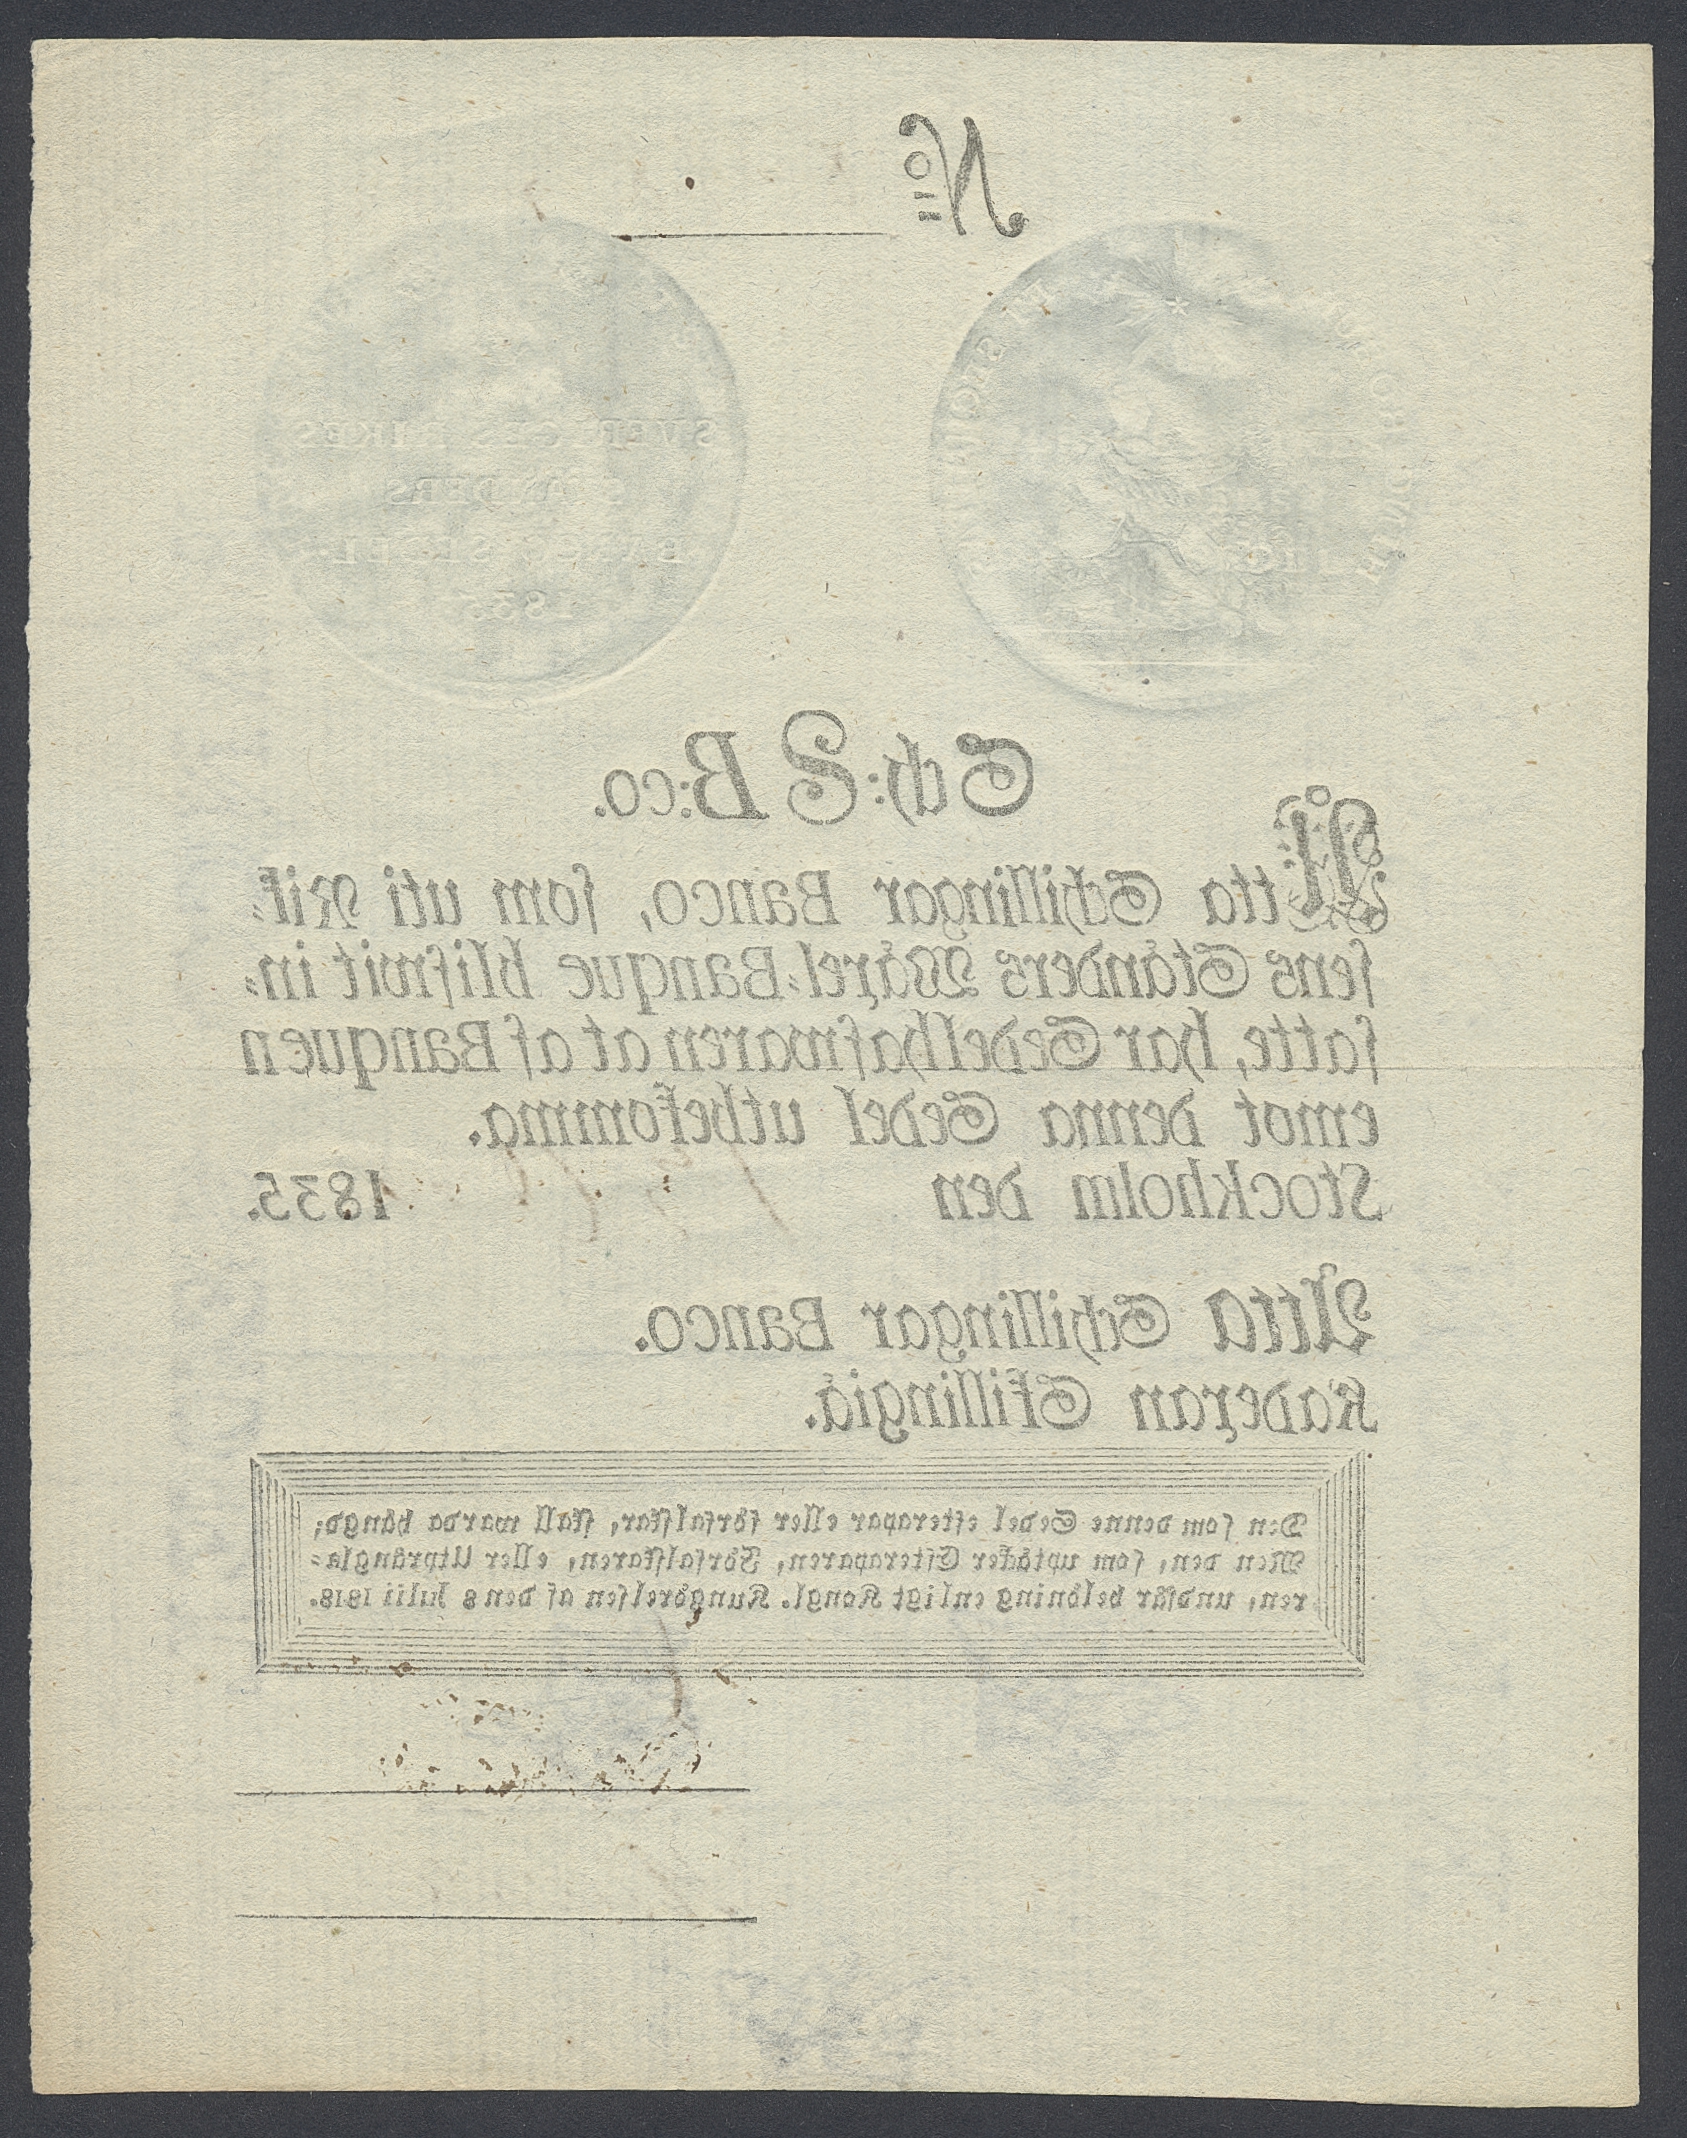 No
SVERIGES RIKES
STÄNDERS
BANCO SEGEL
1835
Sch: 8 B:co.
Åtta Schillingar Banco, som uti Rik-
sens Ständers Wäxel-Banque blifwit in-
satte, har Sedelhafwaren at af Banquen
emot denna Sedel utbekomma.
Stockholm den 1835.
Åtta Schillingar Banco.
Kadexan Skillingiä.
Den som denne Sedel efterapar eller förfalskar, skall warda hängd;
Men den, som uptäcker Efteraparen, Förfalskaren, eller Utprångla-
ren, undfår belöning enligt Kongl. Kungörelsen af den 8 Julii 1818.